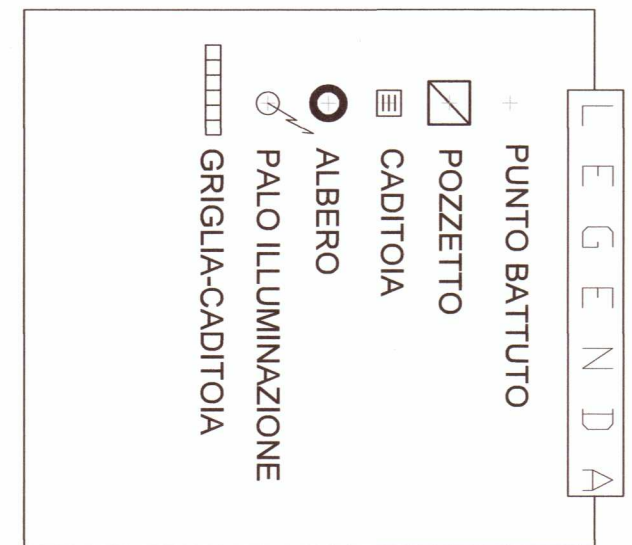 LEGENDA
PUNTO BATTUTO
POZZETTO
CADITOIA
ALBERO
PALO ILLUMINAZIONE
GRIGLIA-CADITOIA